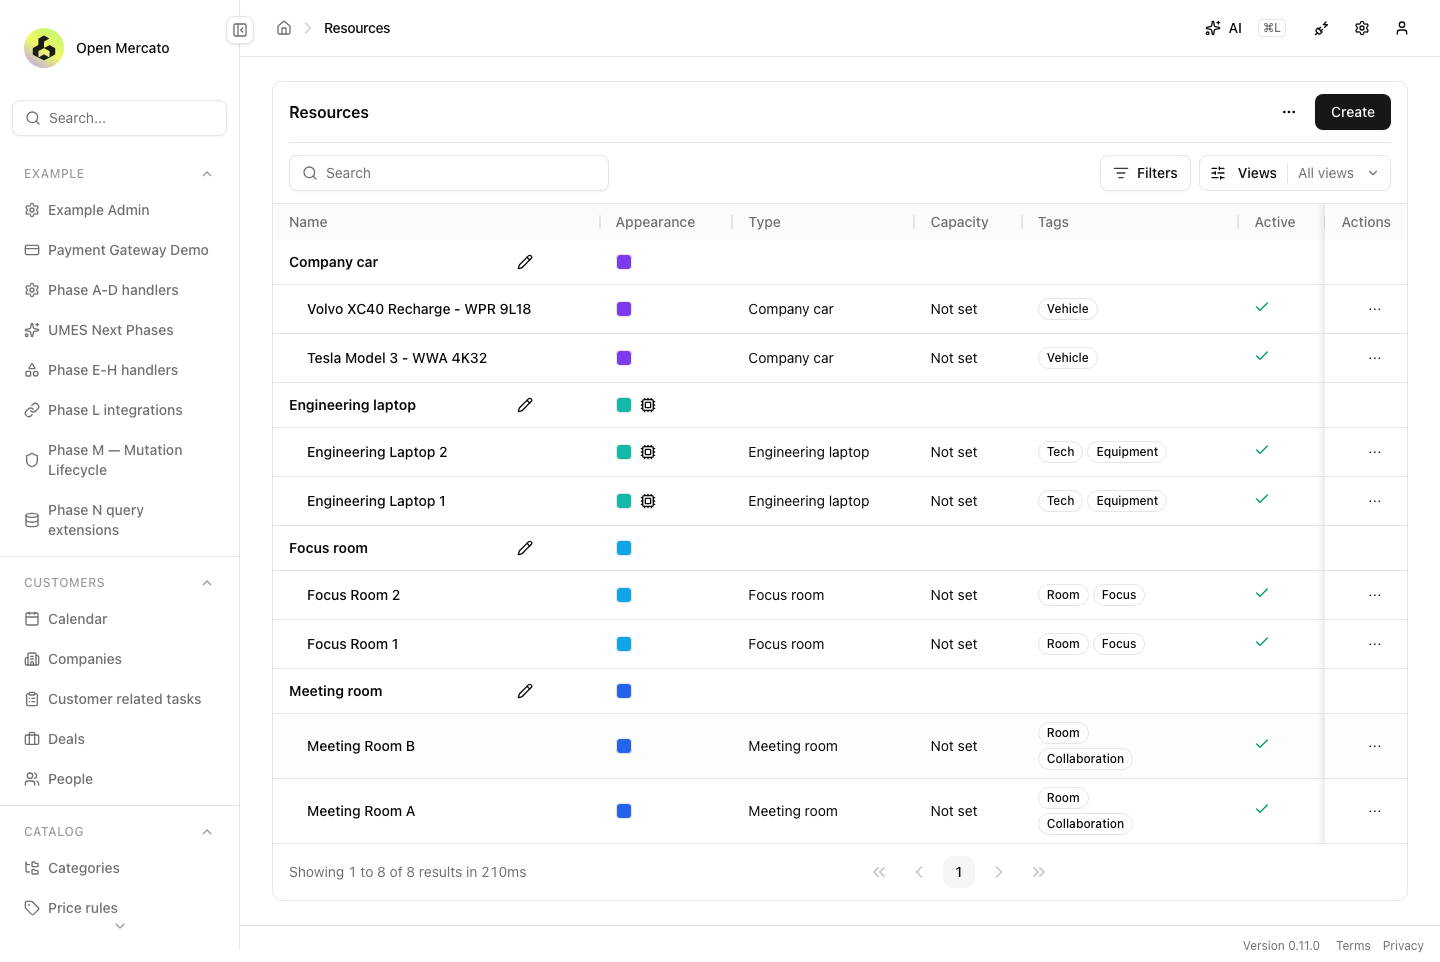 Open Mercato
Search...
EXAMPLE
Example Admin
Payment Gateway Demo
Phase A-D handlers
UMES Next Phases
Phase E-H handlers
Phase L integrations
Phase M — Mutation
Lifecycle
Phase N query
extensions
CUSTOMERS
Calendar
Companies
Customer related tasks
Deals
People
CATALOG
Categories
Price rules
Resources
AI ⌘L
Resources
Create
Search
Filters
Views All views
Name Appearance Type Capacity Tags Active Actions
Company car
Volvo XC40 Recharge - WPR 9L18 Company car Not set Vehicle
Tesla Model 3 - WWA 4K32 Company car Not set Vehicle
Engineering laptop
Engineering Laptop 2 Engineering laptop Not set Tech Equipment
Engineering Laptop 1 Engineering laptop Not set Tech Equipment
Focus room
Focus Room 2 Focus room Not set Room Focus
Focus Room 1 Focus room Not set Room Focus
Meeting room
Meeting Room B Meeting room Not set Room
Collaboration
Meeting Room A Meeting room Not set Room
Collaboration
Showing 1 to 8 of 8 results in 210ms
1
Version 0.11.0 Terms Privacy